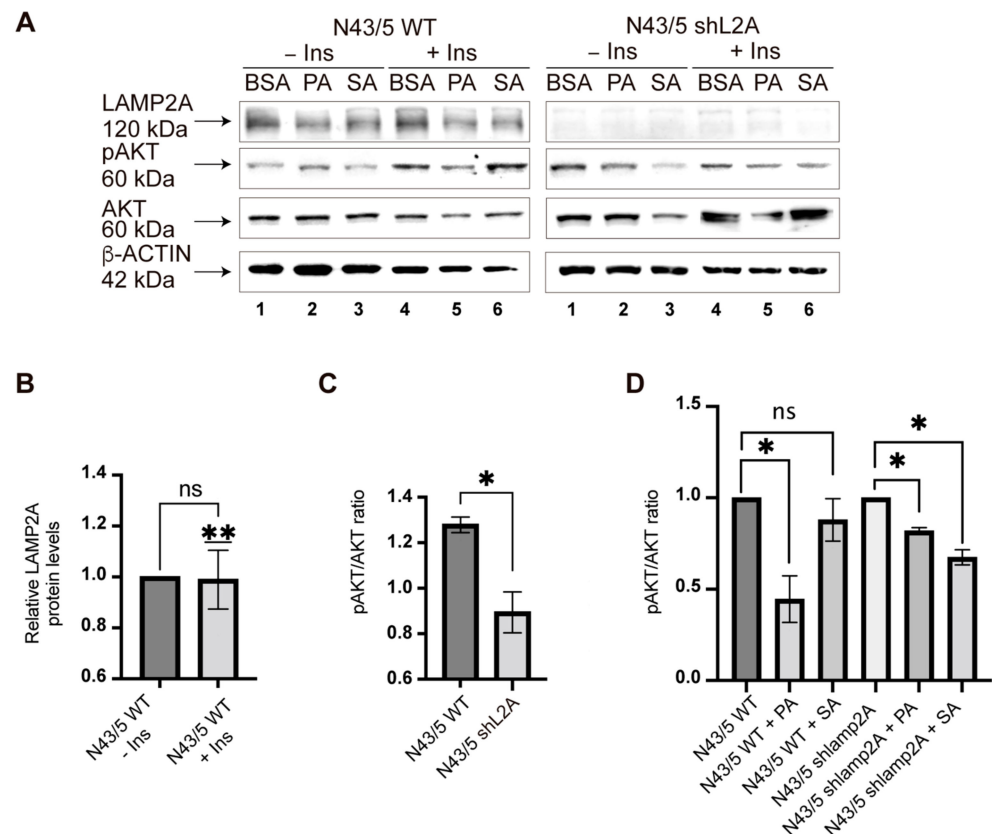 A
N43/5 WT
N43/5 shL2A
– Ins
+ Ins
– Ins
+ Ins
BSA PA SA BSA PA SA
BSA PA SA BSA PA SA
LAMP2A
120 kDa
pAKT
60 kDa
AKT
60 kDa
β-ACTIN
42 kDa
1 2 3 4 5 6
1 2 3 4 5 6
B
Relative LAMP2A
protein levels
1.4
1.2
1.0
0.8
0.6
ns
**
N43/5 WT
- Ins
N43/5 WT
+ Ins
C
pAKT/AKT ratio
1.4
1.2
1.0
0.8
0.6
*
N43/5 WT
N43/5 shL2A
D
pAKT/AKT ratio
1.5
1.0
0.5
0.0
ns
*
*
*
N43/5 WT
N43/5 WT + PA
N43/5 WT + SA
N43/5 shlamp2A
N43/5 shlamp2A + PA
N43/5 shlamp2A + SA